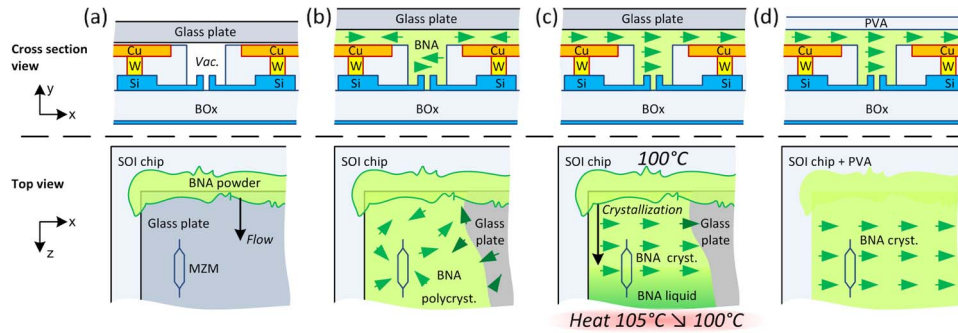 (a)
(b)
(c)
(d)
Cross section
view
y
x
Glass plate
Cu
Vac.
Cu
W
W
Si
Si
BOx
Glass plate
Cu
BNA
Cu
W
W
Si
Si
BOx
Glass plate
Cu
Cu
W
W
Si
Si
BOx
PVA
Cu
Cu
W
W
Si
Si
BOx
Top view
x
z
SOI chip
BNA powder
Glass plate
Flow
MZM
SOI chip
Glass
plate
BNA
polycryst.
SOI chip
100°C
Crystallization
Glass
plate
BNA cryst.
BNA liquid
Heat 105°C ↘ 100°C
SOI chip + PVA
BNA cryst.